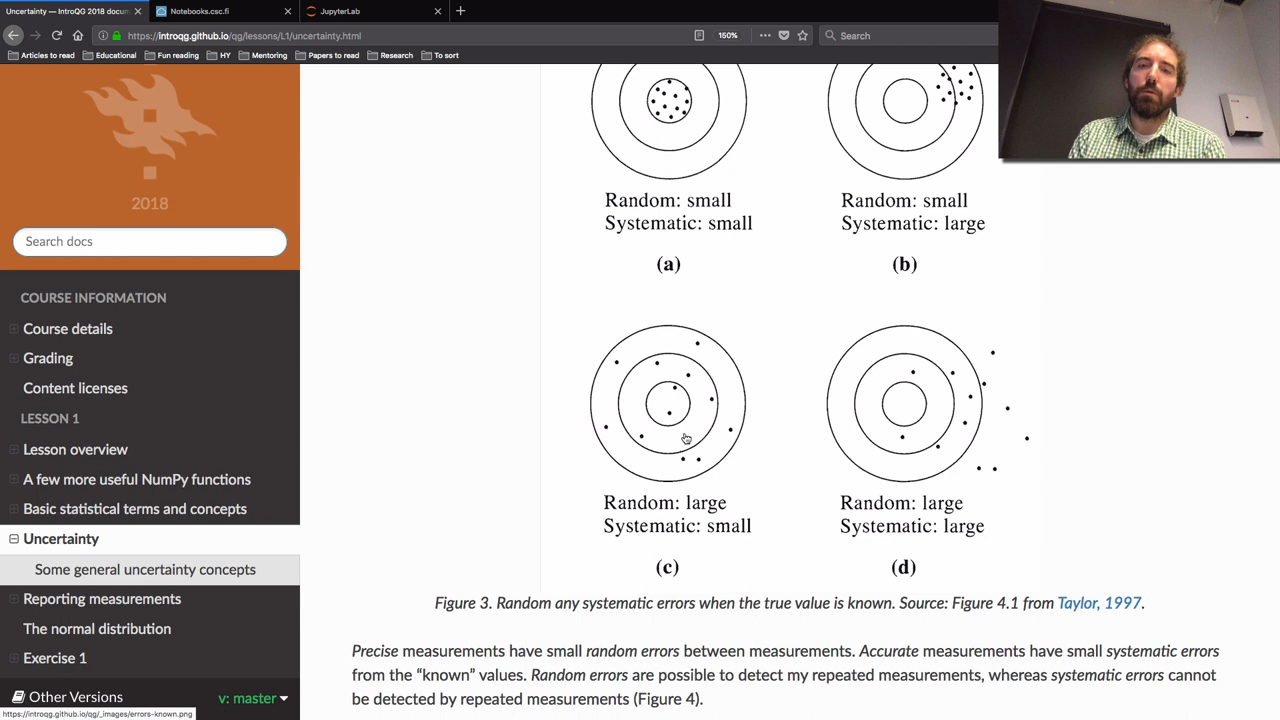 Uncertainty — IntroQG 2018 docum
Notebooks.csc.fi
JupyterLab
https://introqg.github.io/qg/lessons/L1/uncertainty.html
150%
Search
Articles to read
Educational
Fun reading
HY
Mentoring
Papers to read
Research
To sort
2018
Search docs
COURSE INFORMATION
Course details
Grading
Content licenses
LESSON 1
Lesson overview
A few more useful NumPy functions
Basic statistical terms and concepts
Uncertainty
Some general uncertainty concepts
Reporting measurements
The normal distribution
Exercise 1
Other Versions
v: master
https://introqg.github.io/qg/_images/errors-known.png
Random: small
Systematic: small
(a)
Random: small
Systematic: large
(b)
Random: large
Systematic: small
(c)
Random: large
Systematic: large
(d)
Figure 3. Random any systematic errors when the true value is known. Source: Figure 4.1 from Taylor, 1997.
Precise measurements have small random errors between measurements. Accurate measurements have small systematic errors
from the “known” values. Random errors are possible to detect my repeated measurements, whereas systematic errors cannot
be detected by repeated measurements (Figure 4).